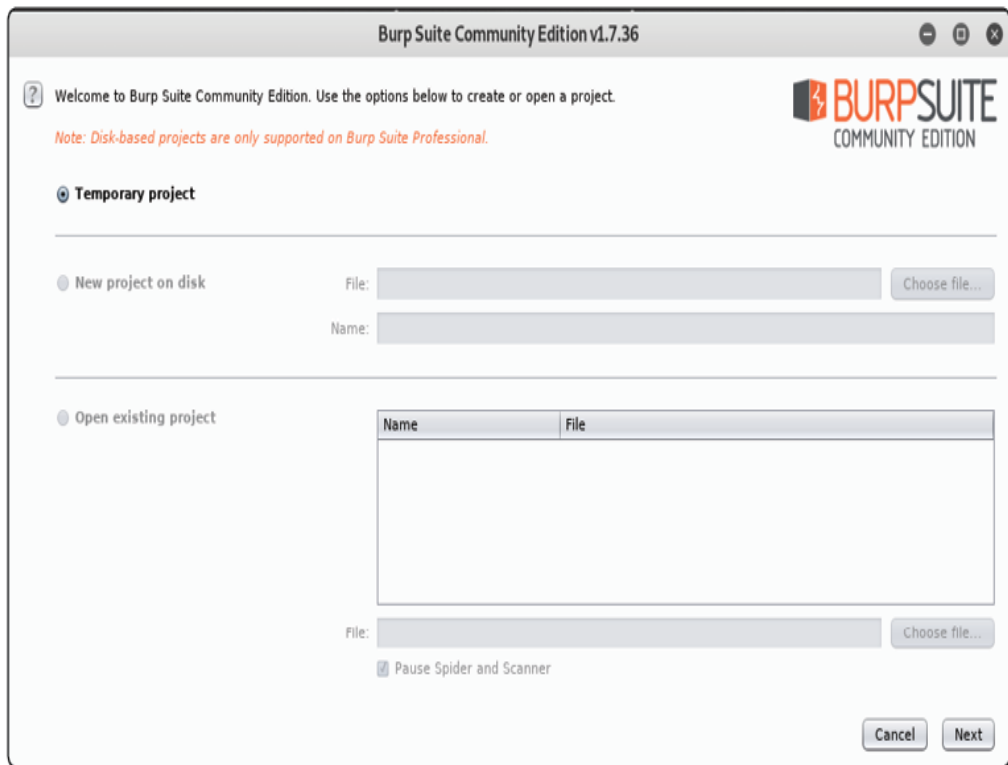 Burp Suite Community Edition v1.7.36
? Welcome to Burp Suite Community Edition. Use the options below to create or open a project.
BURPSUITE
COMMUNITY EDITION
Note: Disk-based projects are only supported on Burp Suite Professional.
Temporary project
New project on disk
File:
Choose file...
Name:
Open existing project
Name File
File:
Choose file...
Pause Spider and Scanner
Cancel Next